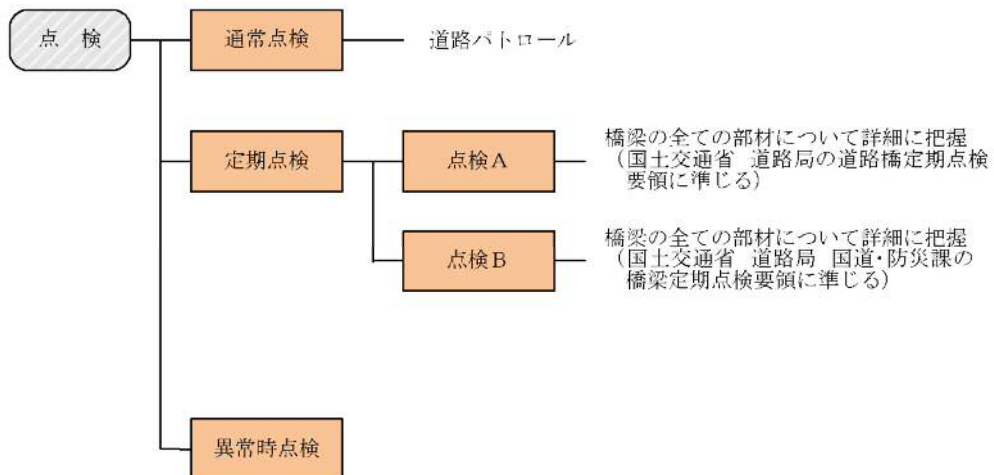 点 検
通常点検
道路パトロール
定期点検
点検A
橋梁の全ての部材について詳細に把握
（国土交通省 道路局の道路橋定期点検
要領に準じる）
点検B
橋梁の全ての部材について詳細に把握
（国土交通省 道路局 国道・防災課の
橋梁定期点検要領に準じる）
異常時点検